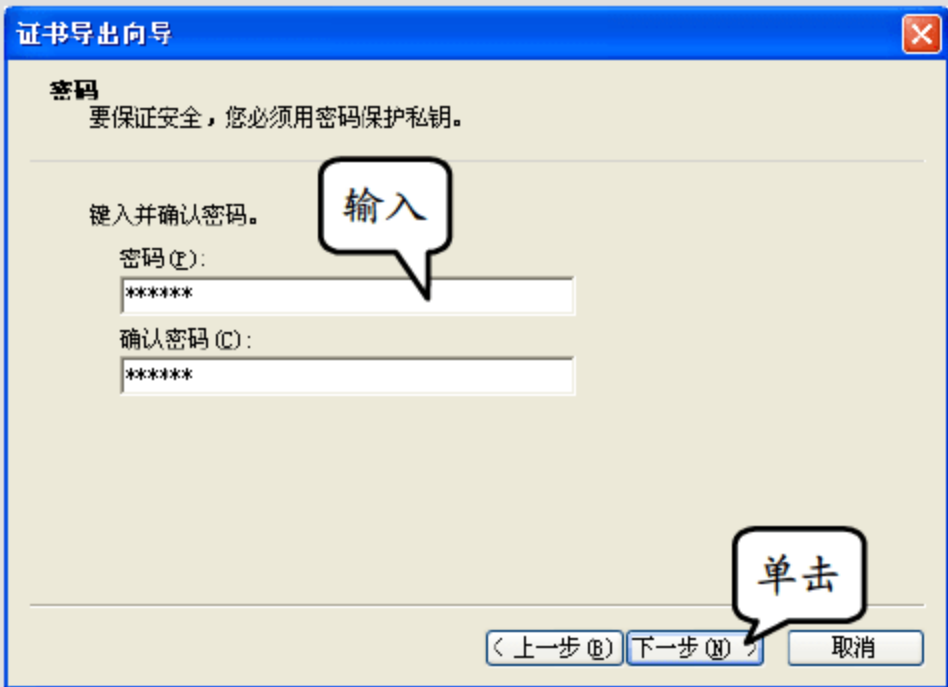 证书导出向导
密码
要保证安全，您必须用密码保护私钥。
输入
键入并确认密码。
密码(P):
******
确认密码(C):
******
单击
< 上一步(B) 下一步(N) > 取消